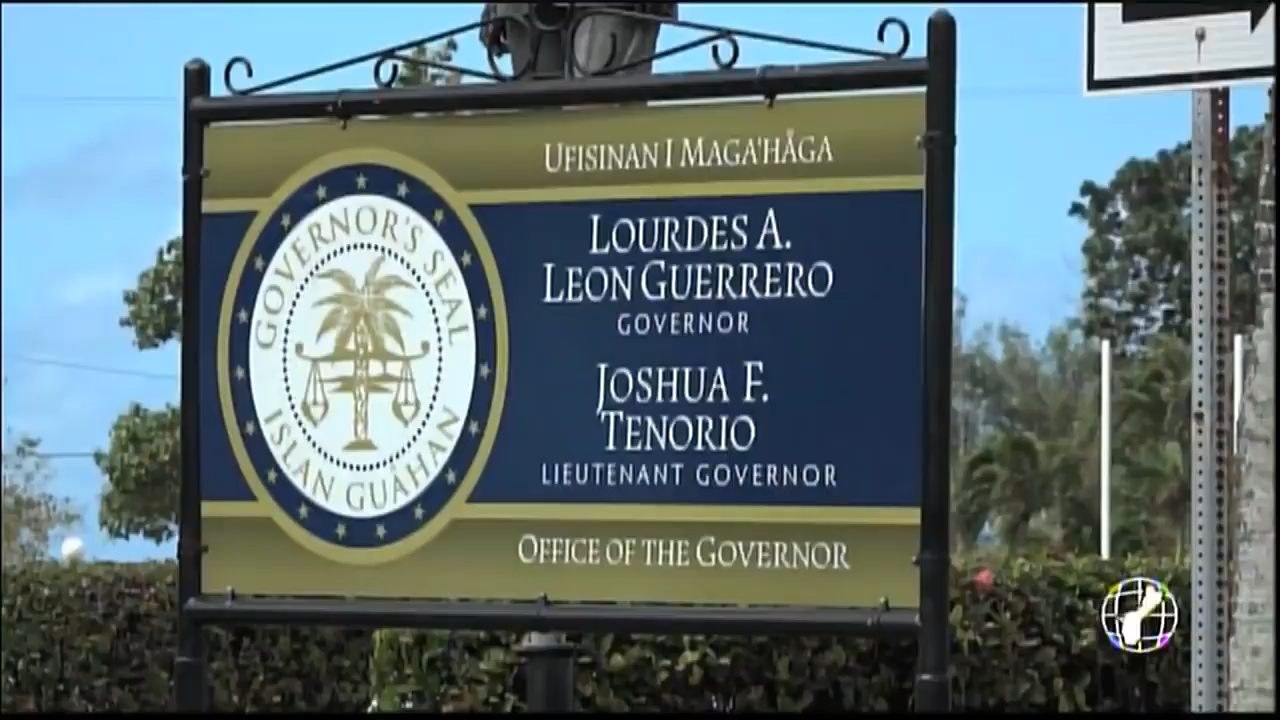 UFISINAN I MAGA'HÅGA
GOVERNOR'S SEAL
ISLAN GUÅHAN
LOURDES A.
LEON GUERRERO
GOVERNOR
JOSHUA F.
TENORIO
LIEUTENANT GOVERNOR
OFFICE OF THE GOVERNOR